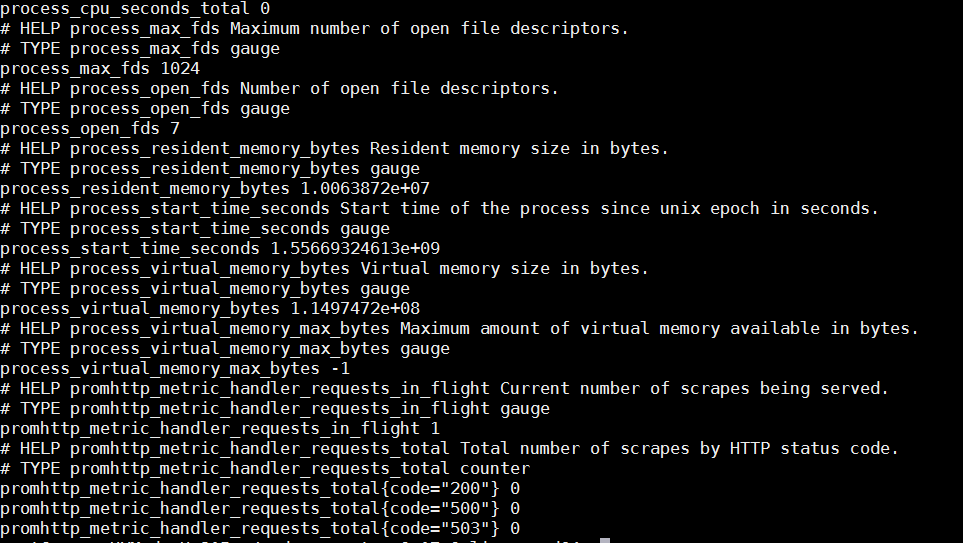 process_cpu_seconds_total 0
# HELP process_max_fds Maximum number of open file descriptors.
# TYPE process_max_fds gauge
process_max_fds 1024
# HELP process_open_fds Number of open file descriptors.
# TYPE process_open_fds gauge
process_open_fds 7
# HELP process_resident_memory_bytes Resident memory size in bytes.
# TYPE process_resident_memory_bytes gauge
process_resident_memory_bytes 1.0063872e+07
# HELP process_start_time_seconds Start time of the process since unix epoch in seconds.
# TYPE process_start_time_seconds gauge
process_start_time_seconds 1.55669324613e+09
# HELP process_virtual_memory_bytes Virtual memory size in bytes.
# TYPE process_virtual_memory_bytes gauge
process_virtual_memory_bytes 1.1497472e+08
# HELP process_virtual_memory_max_bytes Maximum amount of virtual memory available in bytes.
# TYPE process_virtual_memory_max_bytes gauge
process_virtual_memory_max_bytes -1
# HELP promhttp_metric_handler_requests_in_flight Current number of scrapes being served.
# TYPE promhttp_metric_handler_requests_in_flight gauge
promhttp_metric_handler_requests_in_flight 1
# HELP promhttp_metric_handler_requests_total Total number of scrapes by HTTP status code.
# TYPE promhttp_metric_handler_requests_total counter
promhttp_metric_handler_requests_total{code="200"} 0
promhttp_metric_handler_requests_total{code="500"} 0
promhttp_metric_handler_requests_total{code="503"} 0